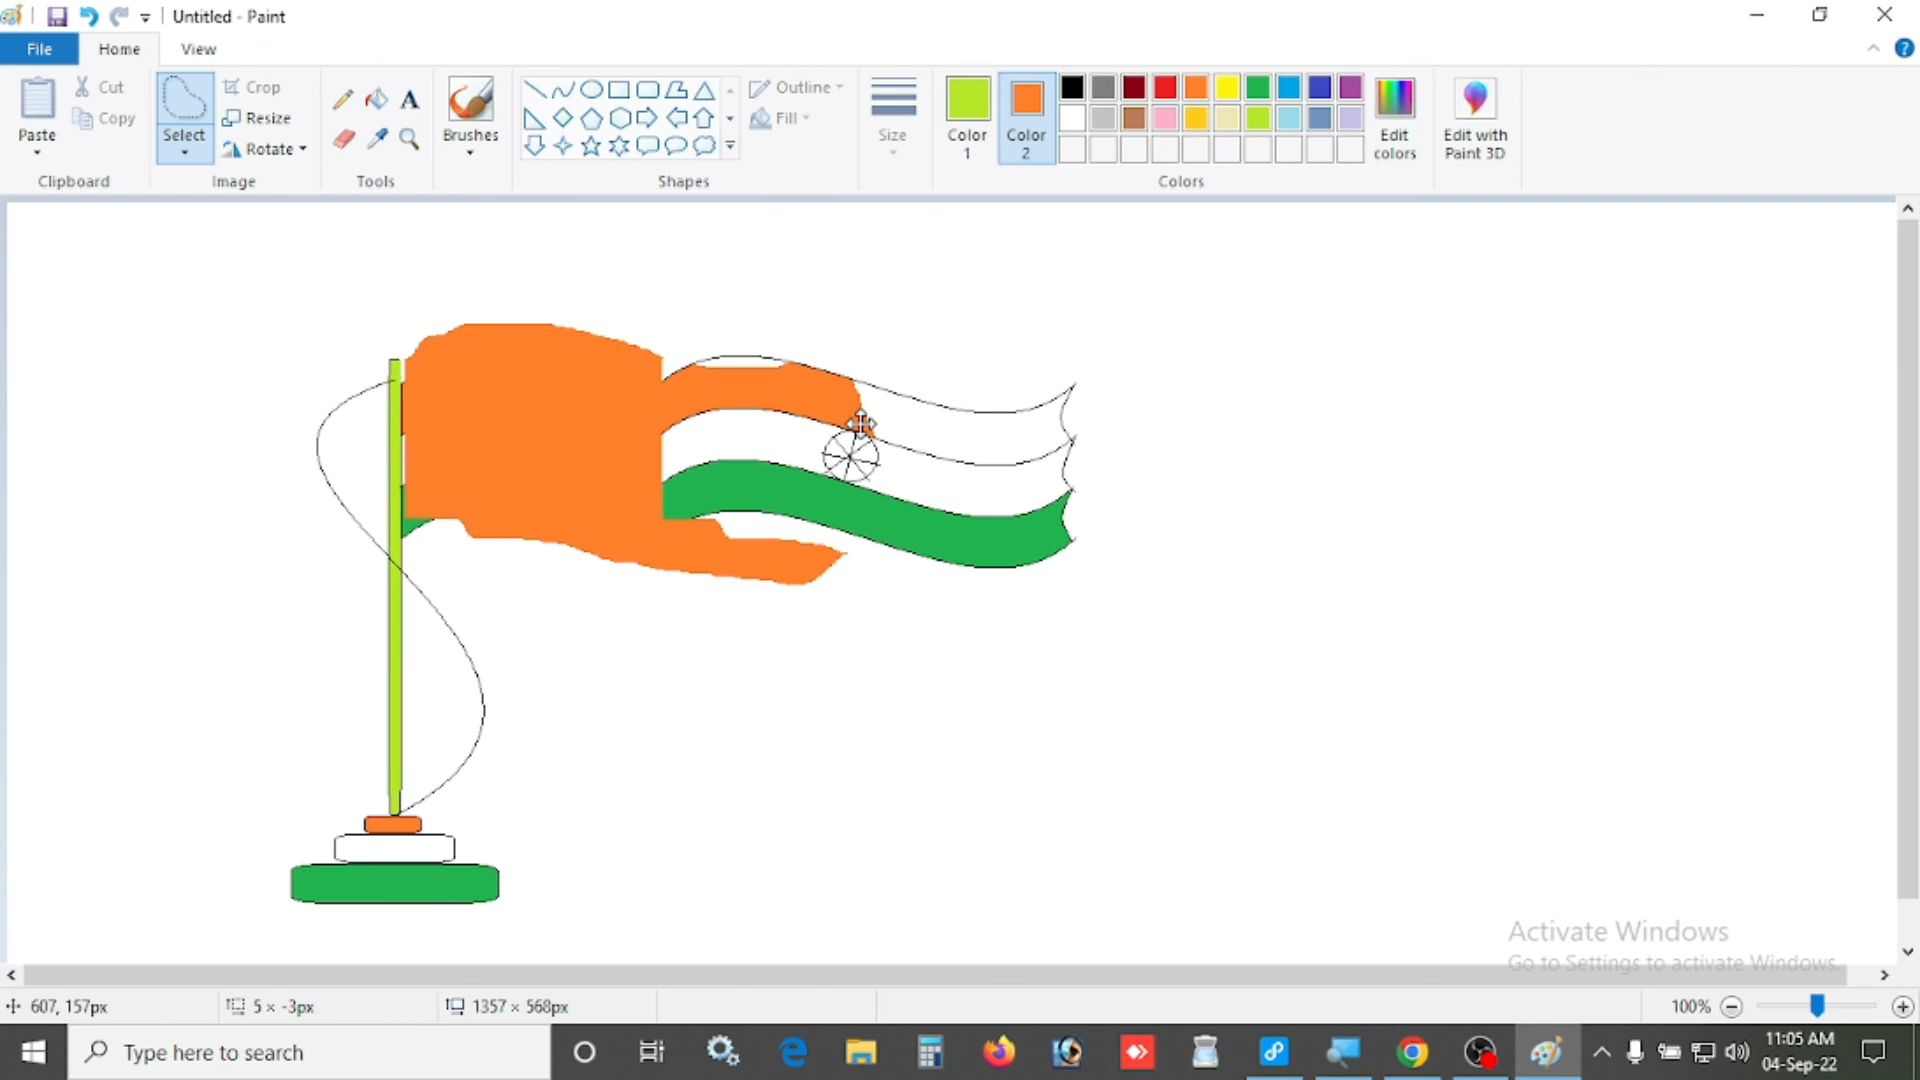 Untitled - Paint
File Home View
Paste
Cut
Copy
Clipboard
Select
Crop
Resize
Rotate
Image
A
Tools
Brushes
Outline
Fill
Shapes
Size
Color 1
Color 2
Edit colors
Edit with Paint 3D
Colors
Activate Windows
Go to Settings to activate Windows.
607, 157px
5 × -3px
1357 × 568px
100%
Type here to search
11:05 AM
04-Sep-22